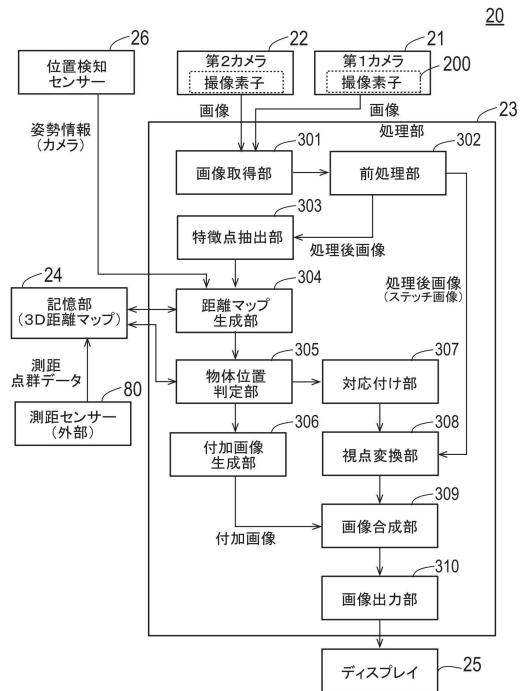 20
26
位置検知
センサー
22
第2カメラ
撮像素子
21
第1カメラ
撮像素子
200
画像
画像
23
処理部
姿勢情報
(カメラ)
301
画像取得部
302
前処理部
303
特徴点抽出部
処理後画像
処理後画像
(ステッチ画像)
24
記憶部
(3D距離マップ)
304
距離マップ
生成部
測距
点群データ
305
物体位置
判定部
307
対応付け部
80
測距センサー
(外部)
306
付加画像
生成部
308
視点変換部
309
画像合成部
付加画像
310
画像出力部
ディスプレイ
25